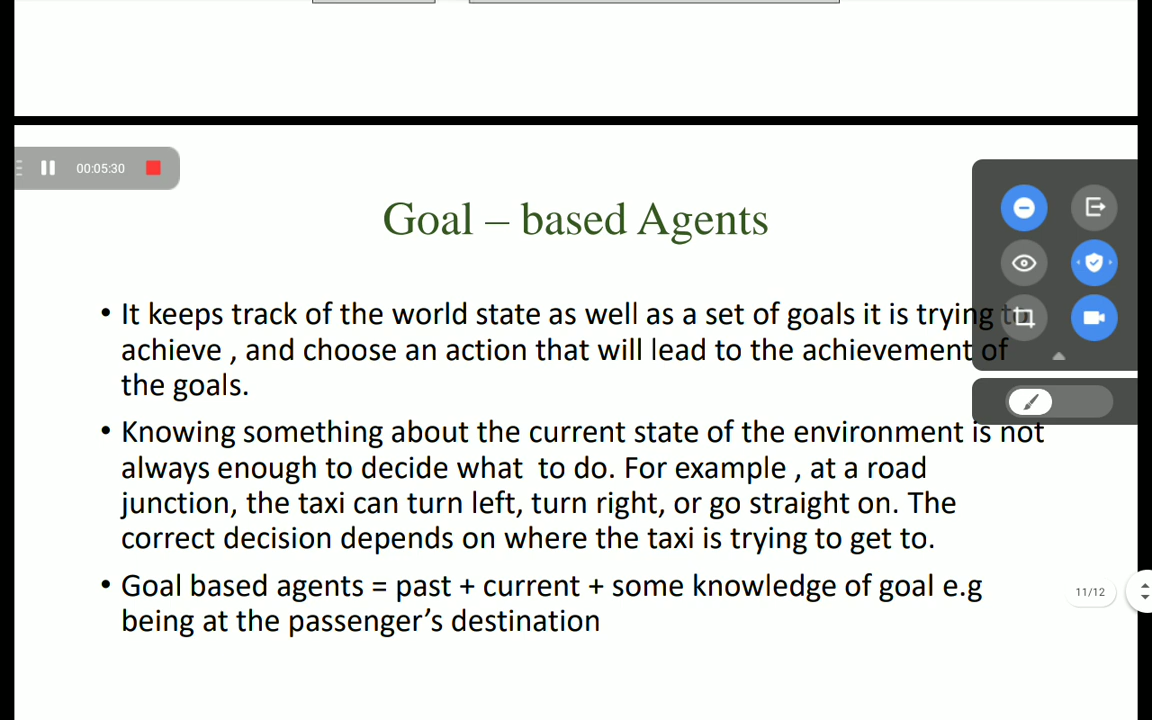 00:05:30
Goal – based Agents
• It keeps track of the world state as well as a set of goals it is trying to
achieve , and choose an action that will lead to the achievement of
the goals.
• Knowing something about the current state of the environment is not
always enough to decide what  to do. For example , at a road
junction, the taxi can turn left, turn right, or go straight on. The
correct decision depends on where the taxi is trying to get to.
• Goal based agents = past + current + some knowledge of goal e.g
being at the passenger’s destination
11/12